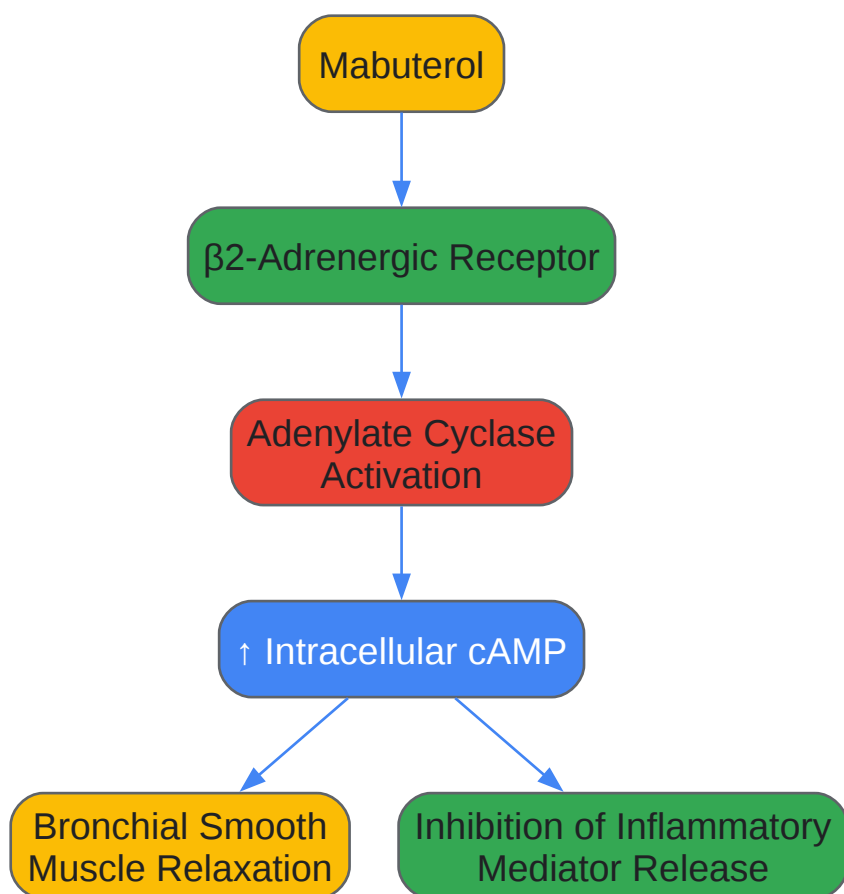 Mabuterol
β2-Adrenergic Receptor
Adenylate Cyclase
Activation
↑ Intracellular cAMP
Bronchial Smooth
Muscle Relaxation
Inhibition of Inflammatory
Mediator Release